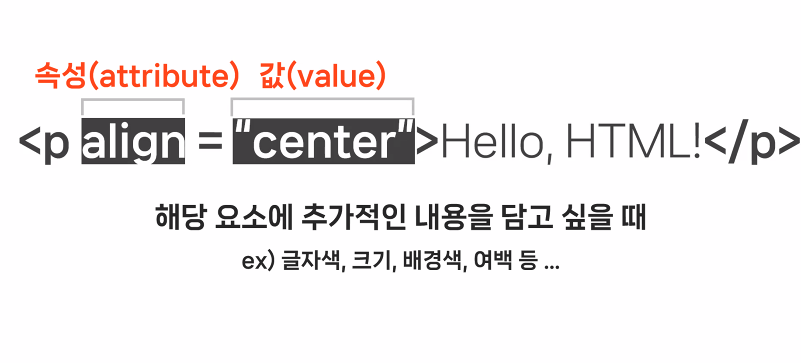 속성(attribute) 값(value)
<p align = "center">Hello, HTML!</p>
해당 요소에 추가적인 내용을 담고 싶을 때
ex) 글자색, 크기, 배경색, 여백 등 ...